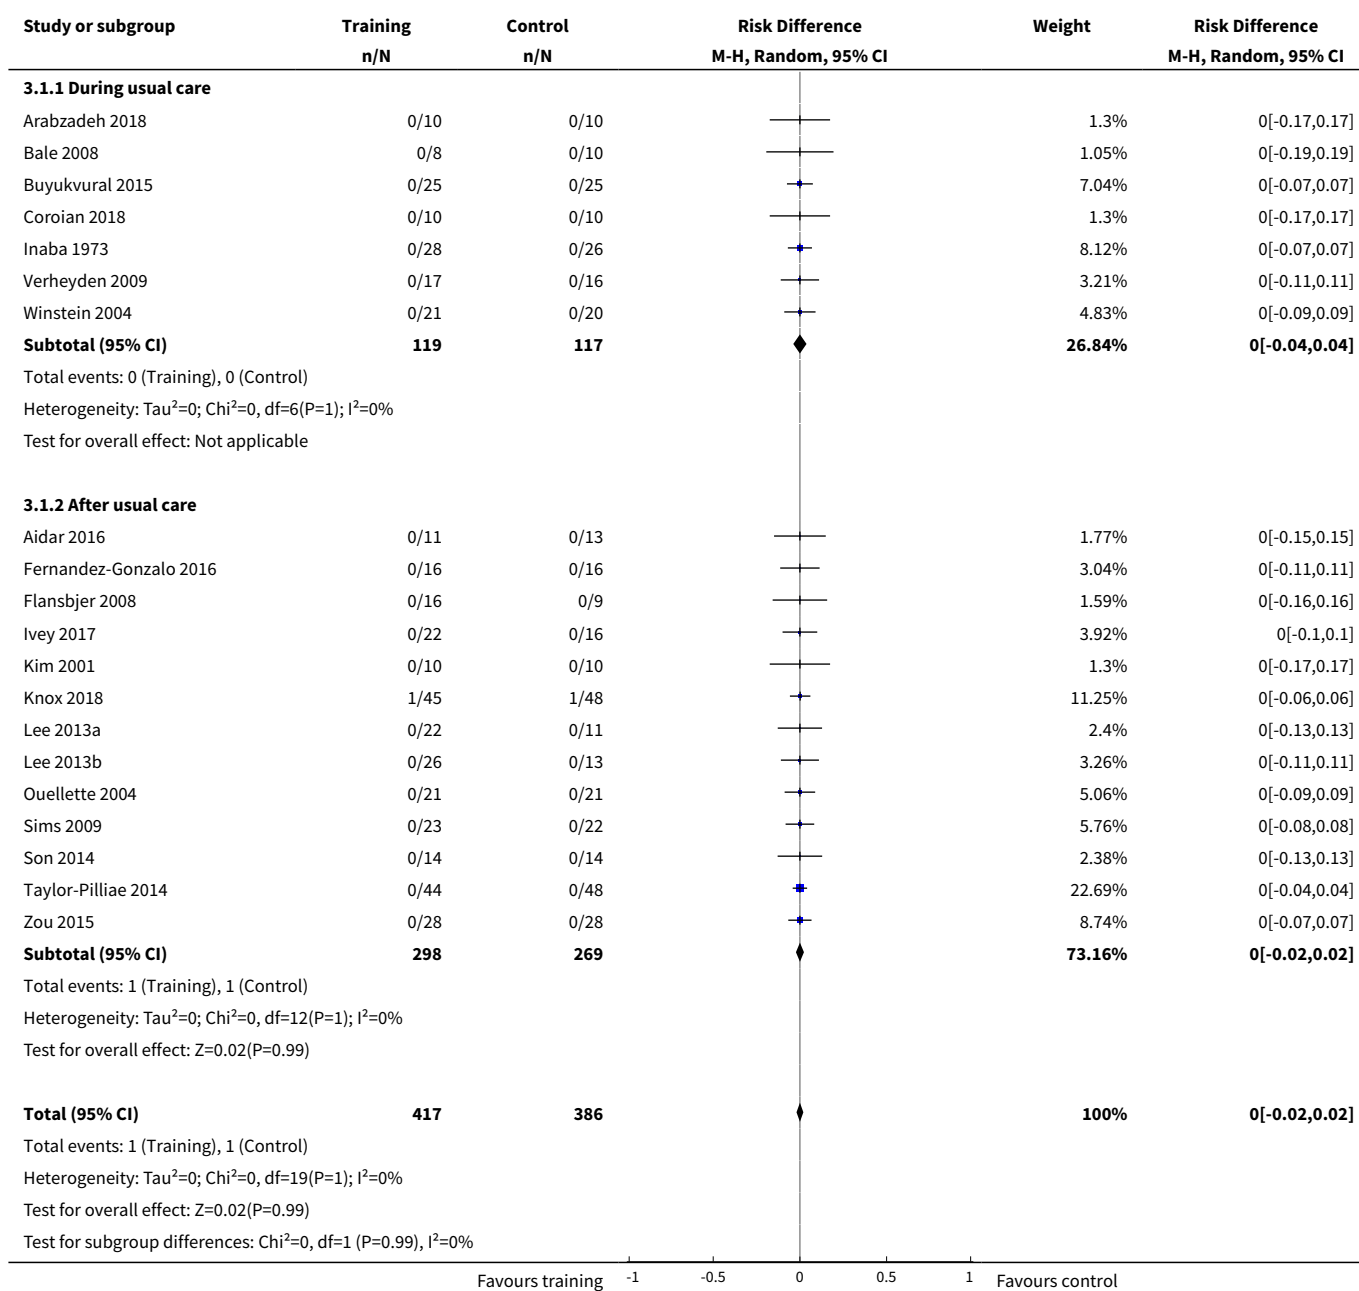 Study or subgroup Training Control Risk Difference Weight Risk Difference
n/N n/N M-H, Random, 95% CI M-H, Random, 95% CI
3.1.1 During usual care
Arabzadeh 2018 0/10 0/10 1.3% 0[-0.17,0.17]
Bale 2008 0/8 0/10 1.05% 0[-0.19,0.19]
Buyukvural 2015 0/25 0/25 7.04% 0[-0.07,0.07]
Coroian 2018 0/10 0/10 1.3% 0[-0.17,0.17]
Inaba 1973 0/28 0/26 8.12% 0[-0.07,0.07]
Verheyden 2009 0/17 0/16 3.21% 0[-0.11,0.11]
Winstein 2004 0/21 0/20 4.83% 0[-0.09,0.09]
Subtotal (95% CI) 119 117 26.84% 0[-0.04,0.04]
Total events: 0 (Training), 0 (Control)
Heterogeneity: Tau²=0; Chi²=0, df=6(P=1); I²=0%
Test for overall effect: Not applicable
3.1.2 After usual care
Aidar 2016 0/11 0/13 1.77% 0[-0.15,0.15]
Fernandez-Gonzalo 2016 0/16 0/16 3.04% 0[-0.11,0.11]
Flansbjer 2008 0/16 0/9 1.59% 0[-0.16,0.16]
Ivey 2017 0/22 0/16 3.92% 0[-0.1,0.1]
Kim 2001 0/10 0/10 1.3% 0[-0.17,0.17]
Knox 2018 1/45 1/48 11.25% 0[-0.06,0.06]
Lee 2013a 0/22 0/11 2.4% 0[-0.13,0.13]
Lee 2013b 0/26 0/13 3.26% 0[-0.11,0.11]
Ouellette 2004 0/21 0/21 5.06% 0[-0.09,0.09]
Sims 2009 0/23 0/22 5.76% 0[-0.08,0.08]
Son 2014 0/14 0/14 2.38% 0[-0.13,0.13]
Taylor-Pilliae 2014 0/44 0/48 22.69% 0[-0.04,0.04]
Zou 2015 0/28 0/28 8.74% 0[-0.07,0.07]
Subtotal (95% CI) 298 269 73.16% 0[-0.02,0.02]
Total events: 1 (Training), 1 (Control)
Heterogeneity: Tau²=0; Chi²=0, df=12(P=1); I²=0%
Test for overall effect: Z=0.02(P=0.99)
Total (95% CI) 417 386 100% 0[-0.02,0.02]
Total events: 1 (Training), 1 (Control)
Heterogeneity: Tau²=0; Chi²=0, df=19(P=1); I²=0%
Test for overall effect: Z=0.02(P=0.99)
Test for subgroup differences: Chi²=0, df=1 (P=0.99), I²=0%
Favours training -1 -0.5 0 0.5 1 Favours control